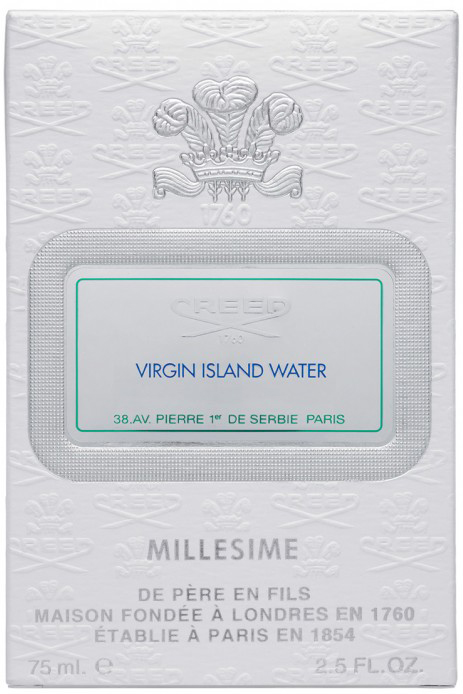 1760
CREED
1760
VIRGIN ISLAND WATER
38.AV. PIERRE 1er DE SERBIE PARIS
MILLESIME
DE PÈRE EN FILS
MAISON FONDÉE À LONDRES EN 1760
ÉTABLIE À PARIS EN 1854
75 ml. e 2.5 FL.OZ.